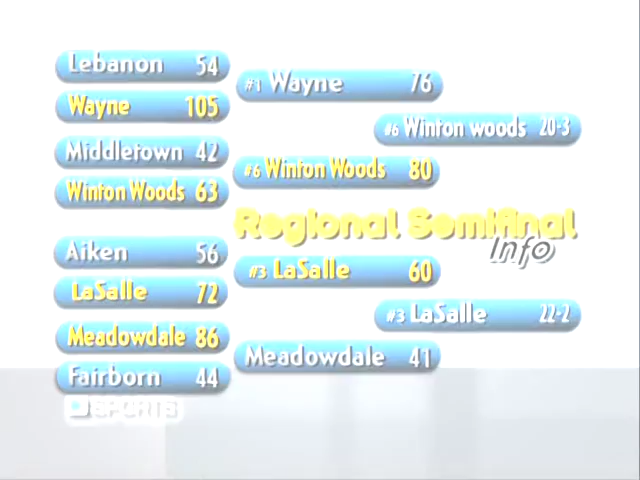 Lebanon 54
Wayne 105
#1 Wayne 76
#6 Winton woods 20-3
Middletown 42
Winton Woods 63
#6 Winton Woods 80
Regional Semifinal
Info
Aiken 56
LaSalle 72
#3 LaSalle 60
#3 LaSalle 22-2
Meadowdale 86
Fairborn 44
Meadowdale 41
SPORTS